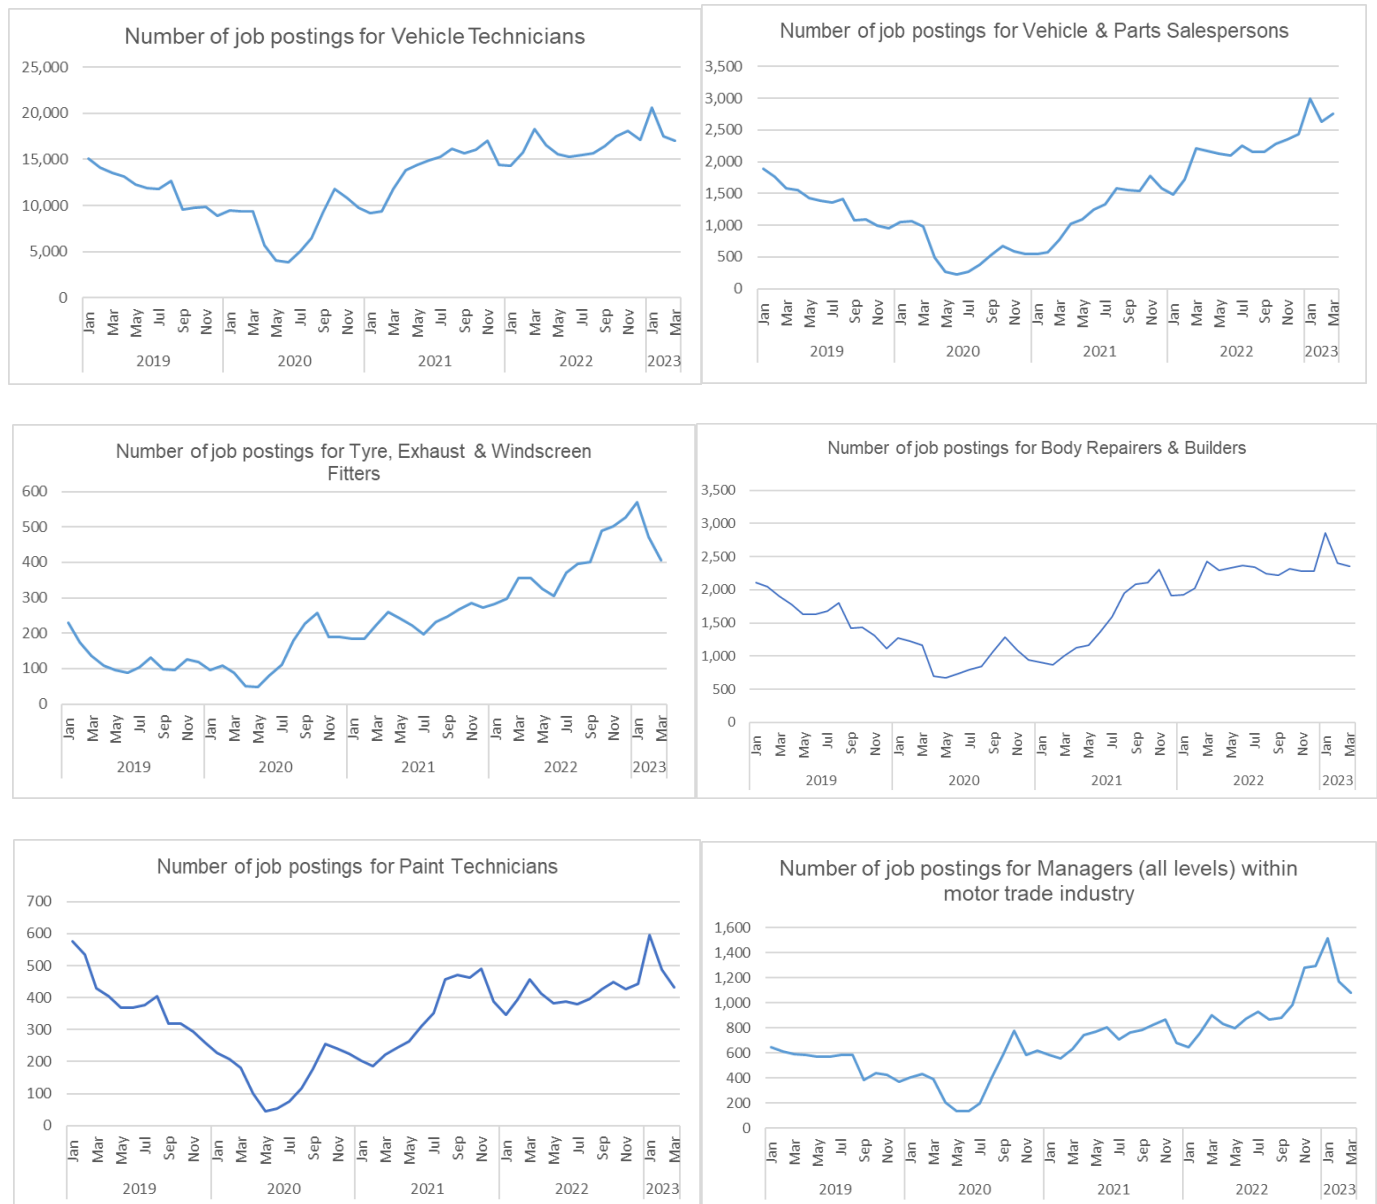 Number of job postings for Vehicle Technicians
25,000
20,000
15,000
10,000
5,000
0
Jan Mar May Jul Sep Nov Jan Mar May Jul Sep Nov Jan Mar May Jul Sep Nov Jan Mar May Jul Sep Nov Jan Mar
2019 2020 2021 2022 2023
Number of job postings for Vehicle & Parts Salespersons
3,500
3,000
2,500
2,000
1,500
1,000
500
0
Jan Mar May Jul Sep Nov Jan Mar May Jul Sep Nov Jan Mar May Jul Sep Nov Jan Mar May Jul Sep Nov Jan Mar
2019 2020 2021 2022 2023
Number of job postings for Tyre, Exhaust & Windscreen
Fitters
600
500
400
300
200
100
0
Jan Mar May Jul Sep Nov Jan Mar May Jul Sep Nov Jan Mar May Jul Sep Nov Jan Mar May Jul Sep Nov Jan Mar
2019 2020 2021 2022 2023
Number of job postings for Body Repairers & Builders
3,500
3,000
2,500
2,000
1,500
1,000
500
0
Jan Mar May Jul Sep Nov Jan Mar May Jul Sep Nov Jan Mar May Jul Sep Nov Jan Mar May Jul Sep Nov Jan Mar
2019 2020 2021 2022 2023
Number of job postings for Paint Technicians
700
600
500
400
300
200
100
0
Jan Mar May Jul Sep Nov Jan Mar May Jul Sep Nov Jan Mar May Jul Sep Nov Jan Mar May Jul Sep Nov Jan Mar
2019 2020 2021 2022 2023
Number of job postings for Managers (all levels) within
motor trade industry
1,600
1,400
1,200
1,000
800
600
400
200
0
Jan Mar May Jul Sep Nov Jan Mar May Jul Sep Nov Jan Mar May Jul Sep Nov Jan Mar May Jul Sep Nov Jan Mar
2019 2020 2021 2022 2023